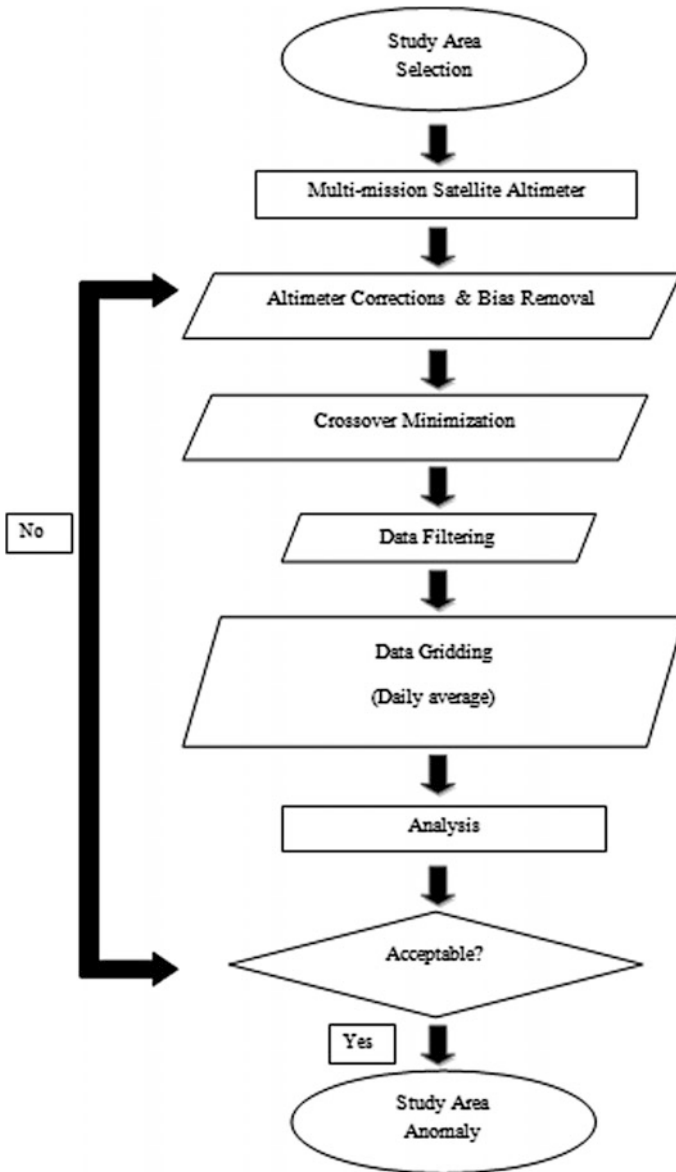 Study Area
Selection
Multi-mission Satellite Altimeter
Altimeter Corrections & Bias Removal
Crossover Minimization
No
Data Filtering
Data Gridding
(Daily average)
Analysis
Acceptable?
Yes
Study Area
Anomaly